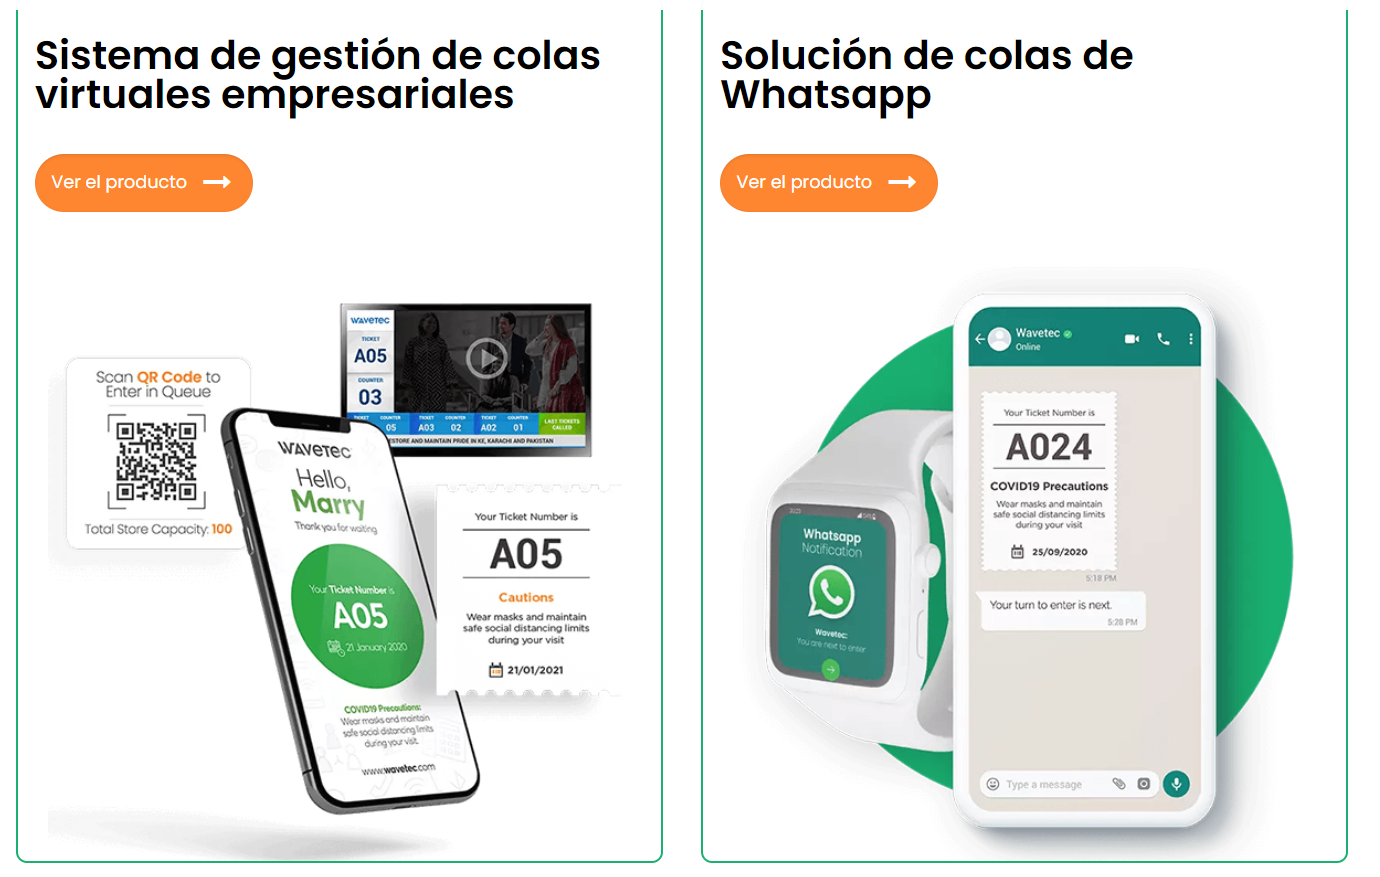 Sistema de gestión de colas
virtuales empresariales
Ver el producto
Scan QR Code to
Enter in Queue
Total Store Capacity: 100
WAVETEC
TICKET
A05
COUNTER
03
TICKET COUNTER TICKET COUNTER TICKET COUNTER
05 A03 02 A02 01
LAST TICKETS
CALLED
ESTORE AND MAINTAIN PRIDE IN KE, KARACHI AND PAKISTAN
WAVETEC
Hello,
Marry
Thank you for waiting
Your Ticket Number is
A05
21 January 2020
COVID19 Precautions:
Wear masks and maintain
safe social distancing limits
during your visit.
www.wavetec.com
Your Ticket Number is
A05
Cautions
Wear masks and maintain
safe social distancing limits
during your visit
21/01/2021
Solución de colas de
Whatsapp
Ver el producto
Whatsapp
Notification
Wavetec:
You are next to enter
Wavetec
Online
Your Ticket Number is
A024
COVID19 Precautions
Wear masks and maintain
safe social distancing limits
during your visit
25/09/2020
5:18 PM
Your turn to enter is next.
5:28 PM
Type a message